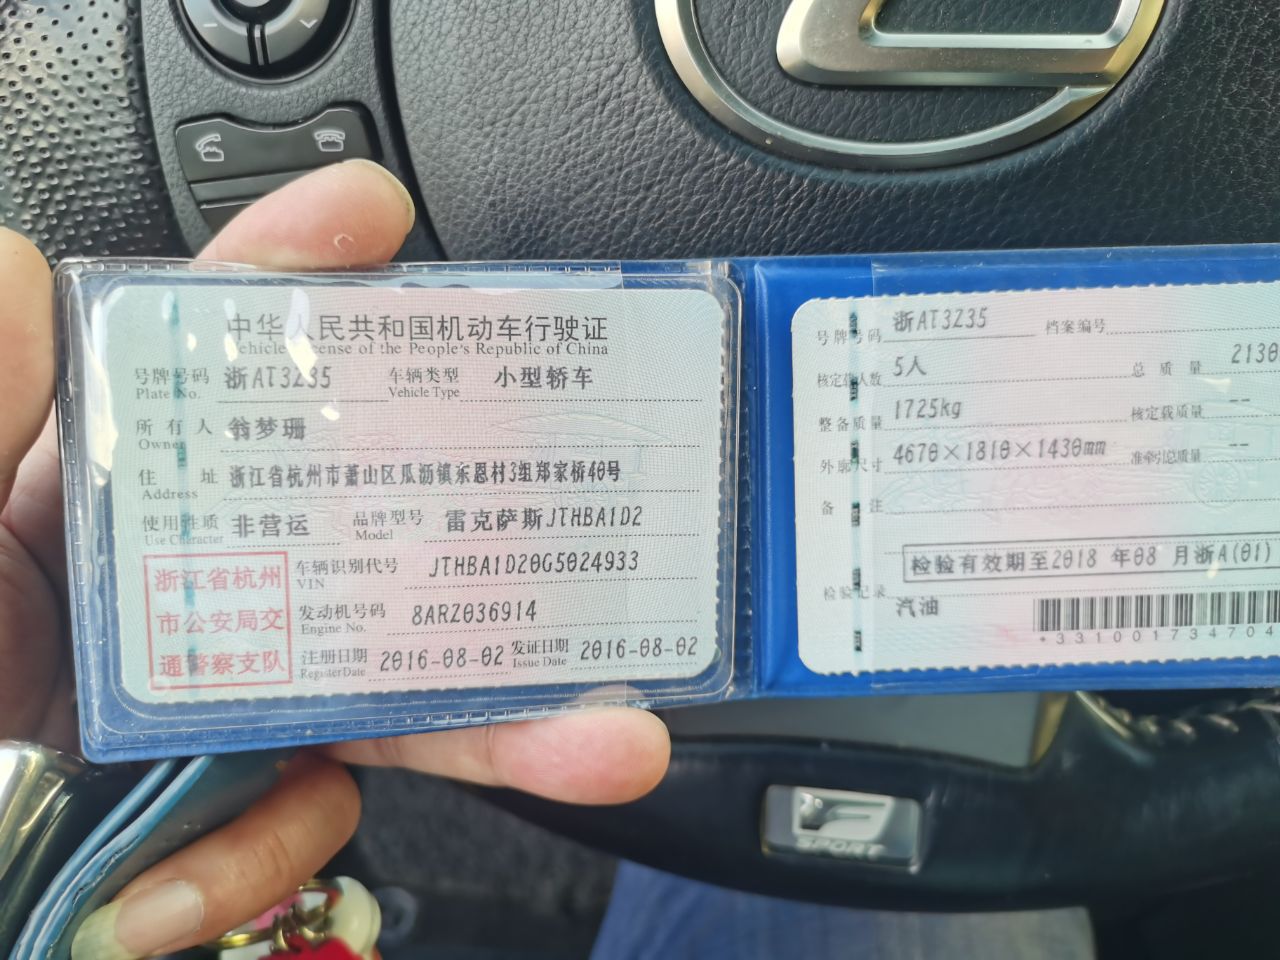 中华人民共和国机动车行驶证
Vehicle License of the People's Republic of China
号牌号码 浙AT3Z35 车辆类型 小型轿车
Plate No. Vehicle Type
所有人 翁梦珊
Owner
住址 浙江省杭州市萧山区瓜沥镇东恩村3组郑家桥40号
Address
使用性质 非营运 品牌型号 雷克萨斯JTHBA1D2
Use Character Model
浙江省杭州
市公安局交
通警察支队
车辆识别代号 JTHBA1D20G5024933
VIN
发动机号码 8ARZ036914
Engine No.
注册日期 2016-08-02 发证日期 2016-08-02
Register Date Issue Date
号牌号码 浙AT3Z35 档案编号
核定载人数 5人 总质量 2130
整备质量 1725kg 核定载质量 --
外廓尺寸 4670×1810×1430mm 准牵引总质量 --
备注
检验有效期至2018 年08 月浙A(01)
检验记录
汽油
*331001734704
SPORT